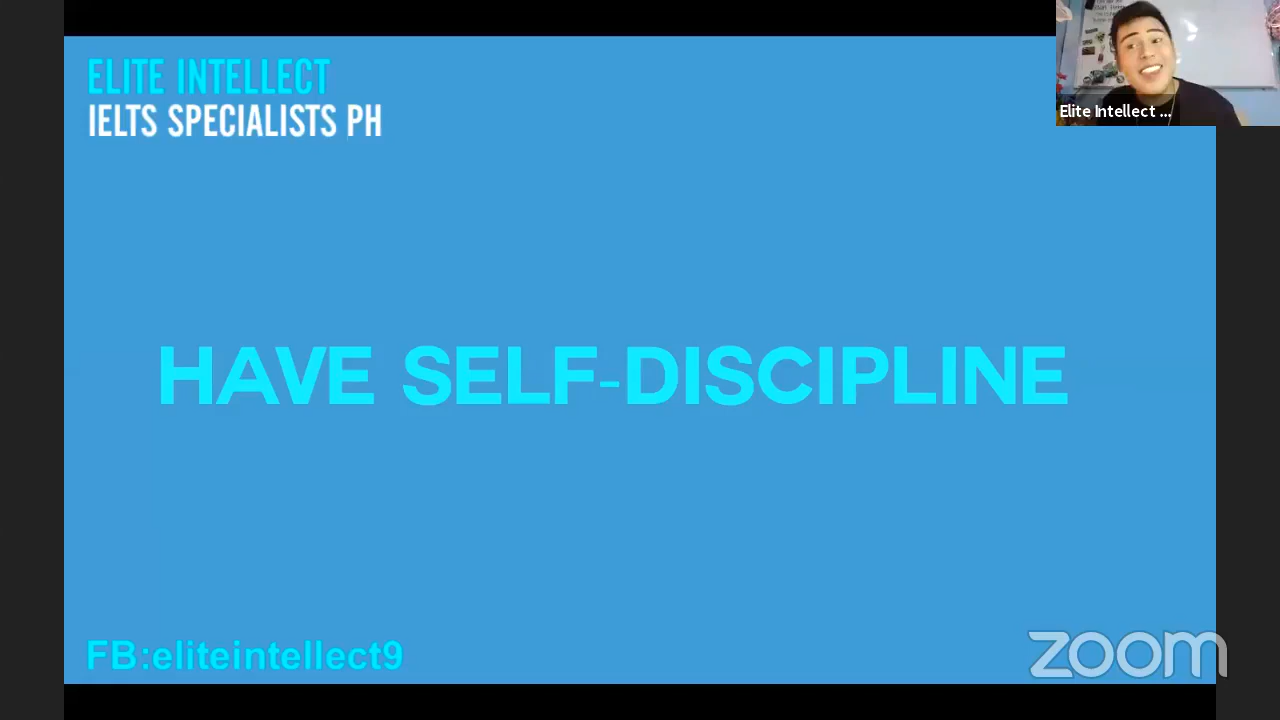 ELITE INTELLECT
IELTS SPECIALISTS PH
Elite Intellect ...
HAVE SELF-DISCIPLINE
FB:eliteintellect9
zoom